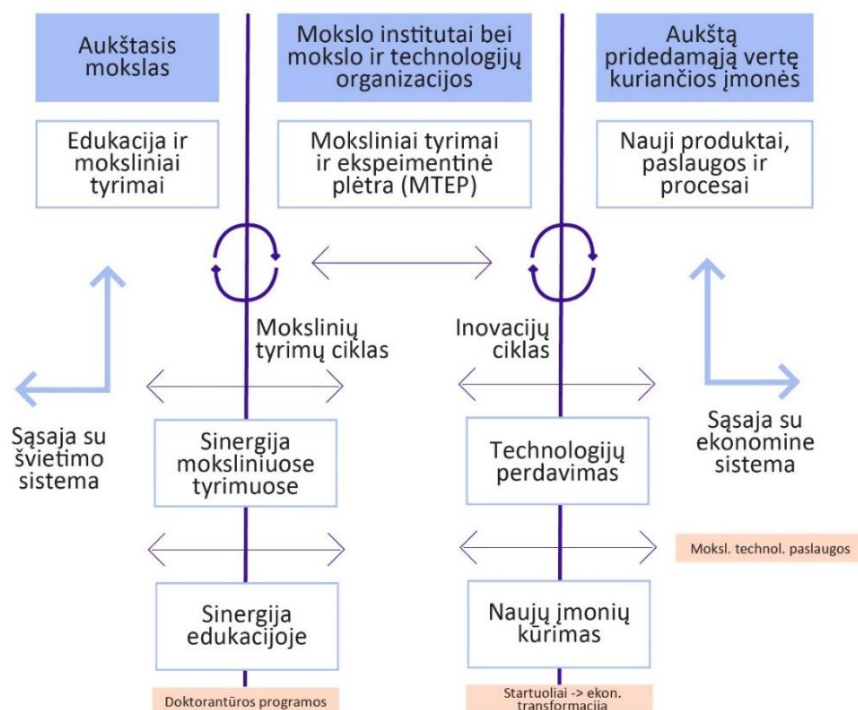 Aukštasis
mokslas
Mokslo institutai bei
mokslo ir technologijų
organizacijos
Aukštą
pridedamąją vertę
kuriančios įmonės
Edukacija ir
moksliniai
tyrimai
Moksliniai tyrimai
ir ekspeimentinė
plėtra (MTEP)
Nauji produktai,
paslaugos ir
procesai
Mokslinių
tyrimų ciklas
Inovacijų
ciklas
Sąsaja su
švietimo
sistema
Sinergija
moksliniuose
tyrimuose
Technologijų
perdavimas
Sąsaja su
ekonomine
sistema
Moksl. technol. paslaugos
Sinergija
edukacijoje
Naujų įmonių
kūrimas
Doktorantūros programos
Startuoliai -> ekon.
transformacija